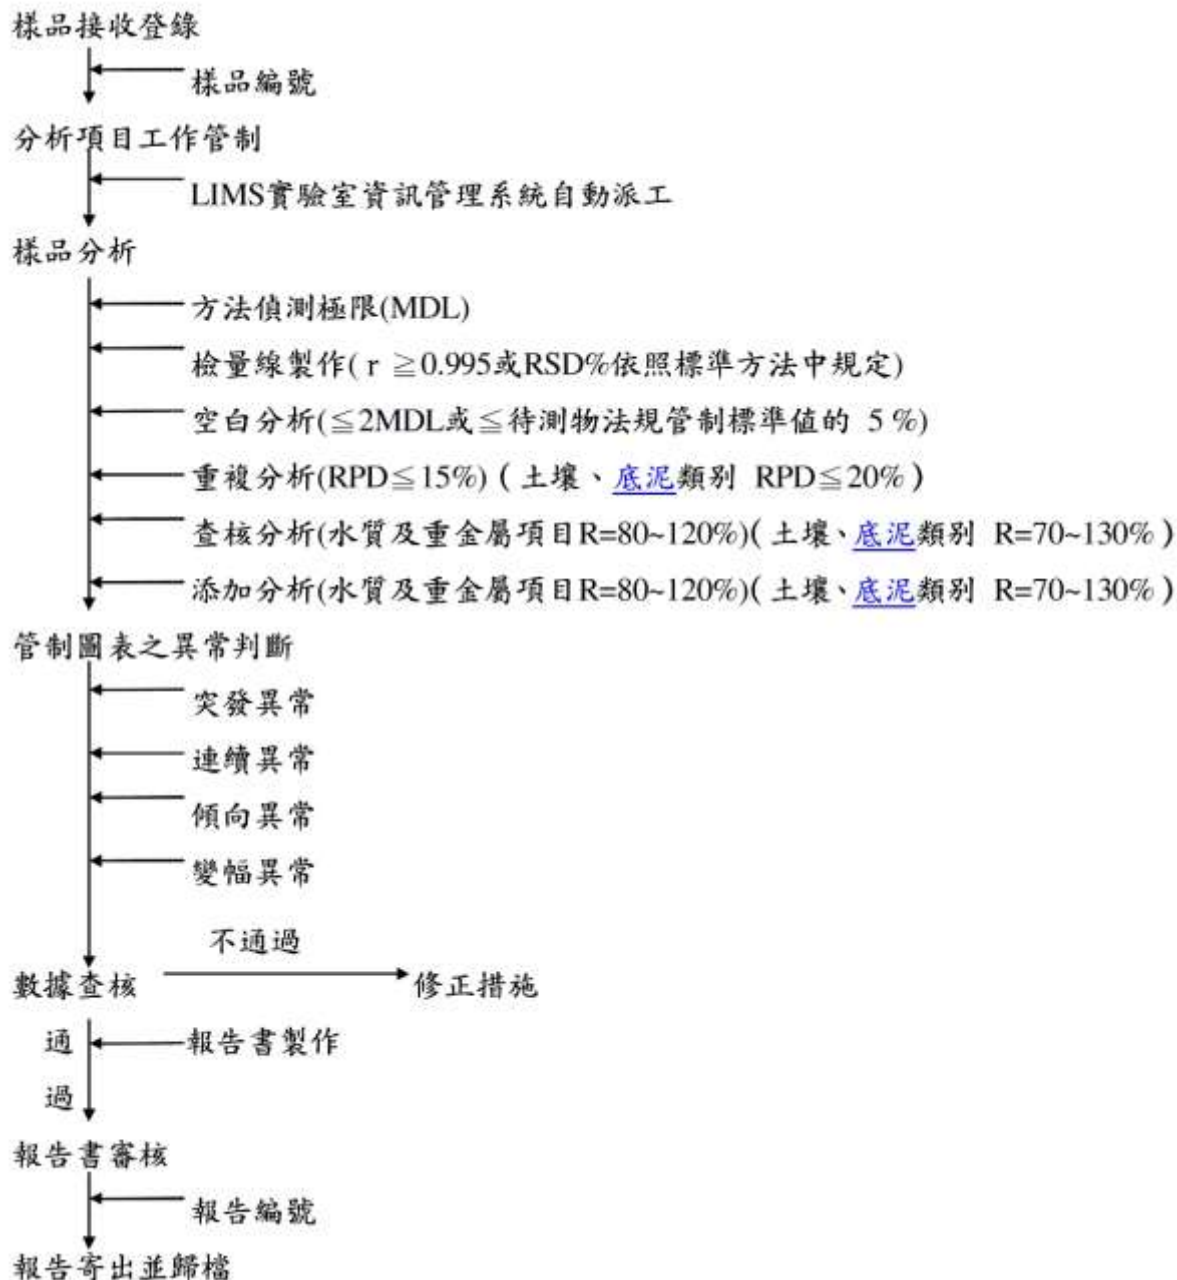 樣品接收登錄
樣品編號
分析項目工作管制
LIMS實驗室資訊管理系統自動派工
樣品分析
方法偵測極限(MDL)
檢量線製作( r ≧0.995或RSD%依照標準方法中規定)
空白分析(≦2MDL或≦待測物法規管制標準值的 5 %)
重複分析(RPD≦15%) ( 土壤、底泥類別 RPD≦20% )
查核分析(水質及重金屬項目R=80~120%)( 土壤、底泥類別 R=70~130% )
添加分析(水質及重金屬項目R=80~120%)( 土壤、底泥類別 R=70~130% )
管制圖表之異常判斷
突發異常
連續異常
傾向異常
變幅異常
不通過
數據查核 修正措施
通 報告書製作
過
報告書審核
報告編號
報告寄出並歸檔